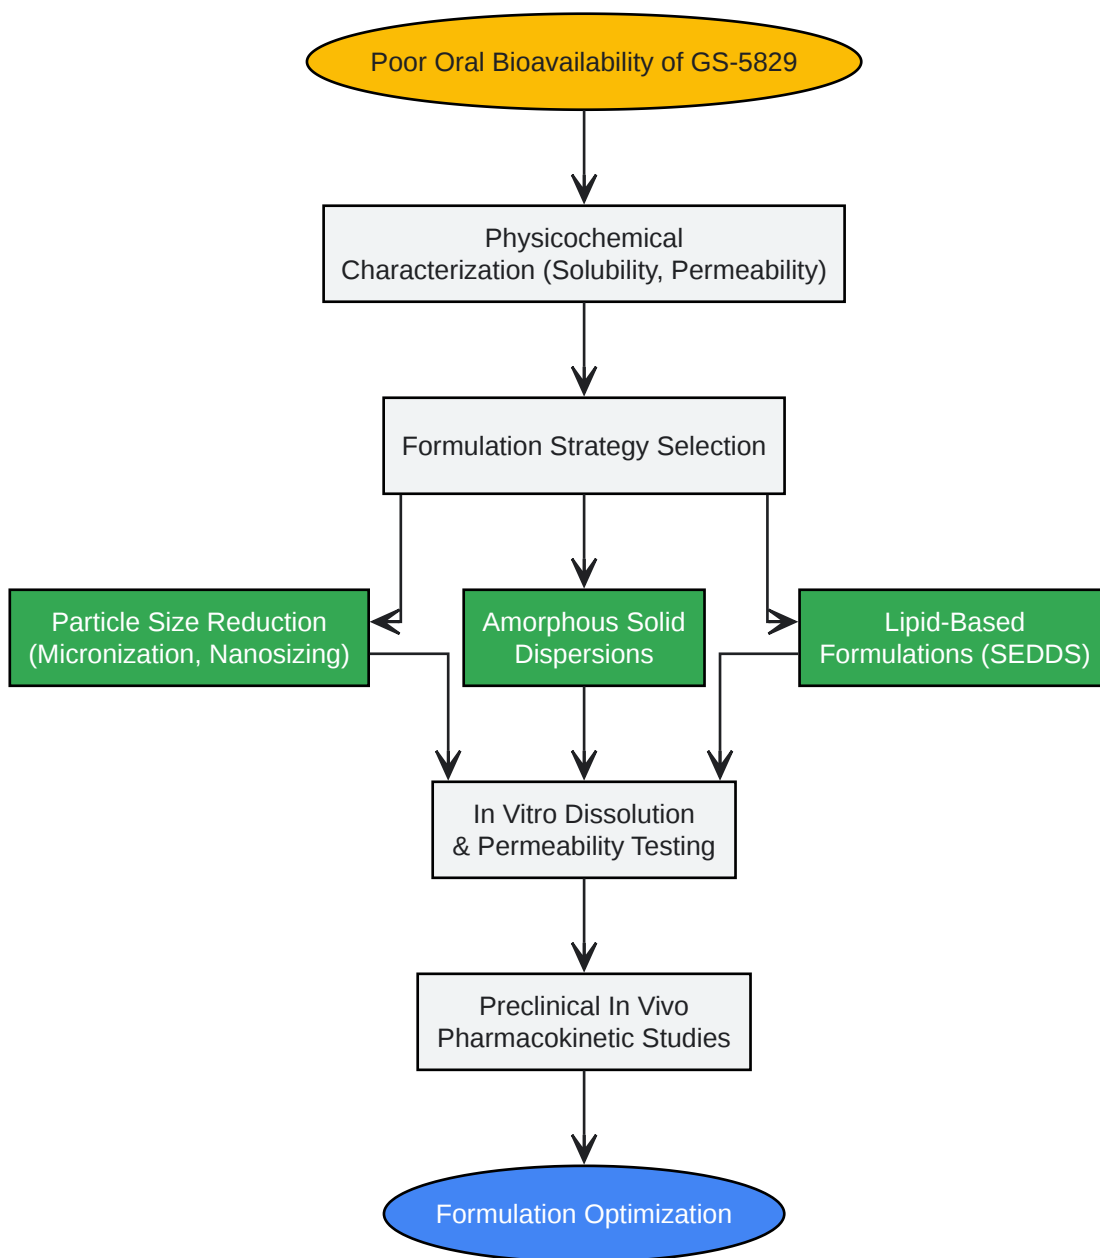 Poor Oral Bioavailability of GS-5829
Physicochemical
Characterization (Solubility, Permeability)
Formulation Strategy Selection
Particle Size Reduction
(Micronization, Nanosizing)
Amorphous Solid
Dispersions
Lipid-Based
Formulations (SEDDS)
In Vitro Dissolution
& Permeability Testing
Preclinical In Vivo
Pharmacokinetic Studies
Formulation Optimization